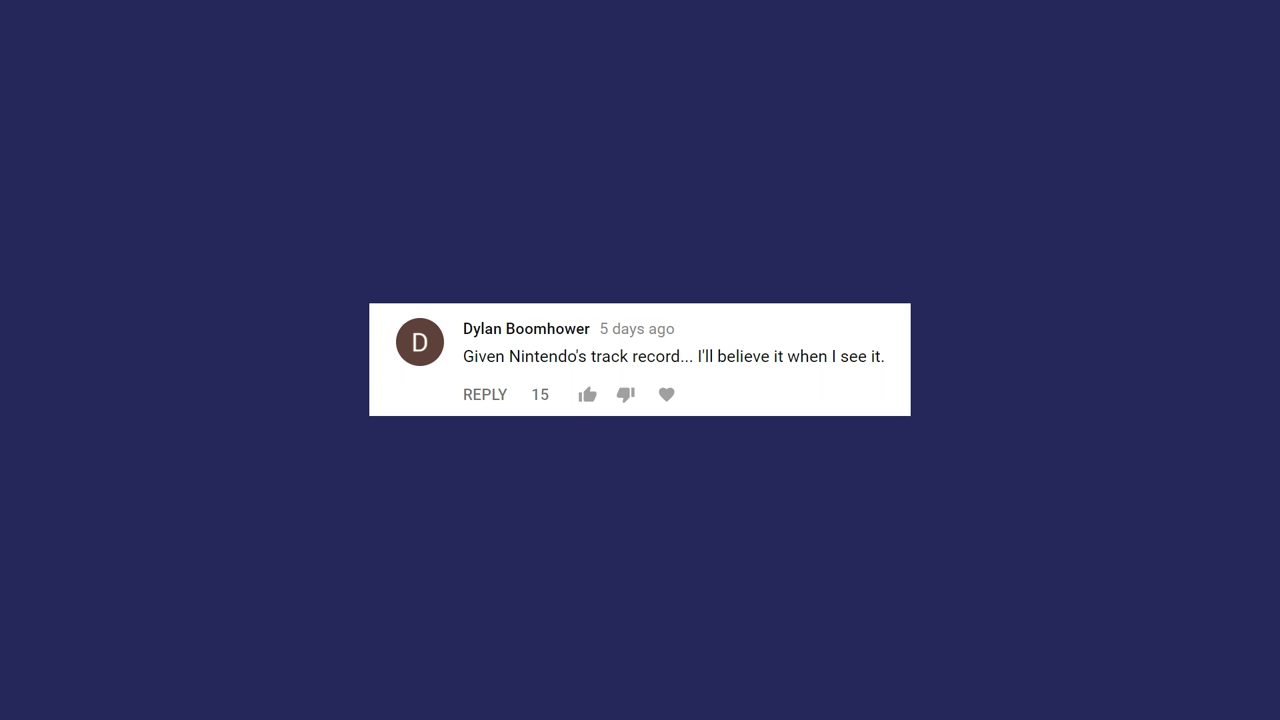 D
Dylan Boomhower 5 days ago
Given Nintendo's track record... I'll believe it when I see it.
REPLY 15